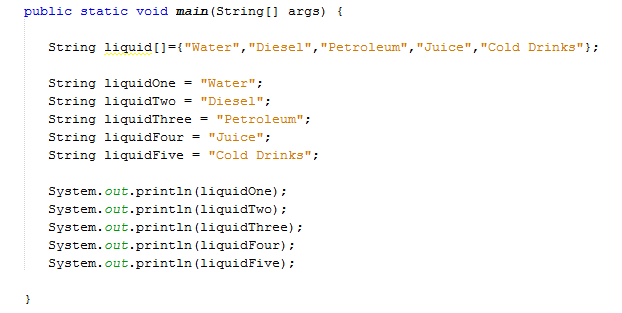 public static void main(String[] args) {
String liquid[]={"Water","Diesel","Petroleum","Juice","Cold Drinks"};
String liquidOne = "Water";
String liquidTwo = "Diesel";
String liquidThree = "Petroleum";
String liquidFour = "Juice";
String liquidFive = "Cold Drinks";
System.out.println(liquidOne);
System.out.println(liquidTwo);
System.out.println(liquidThree);
System.out.println(liquidFour);
System.out.println(liquidFive);
}